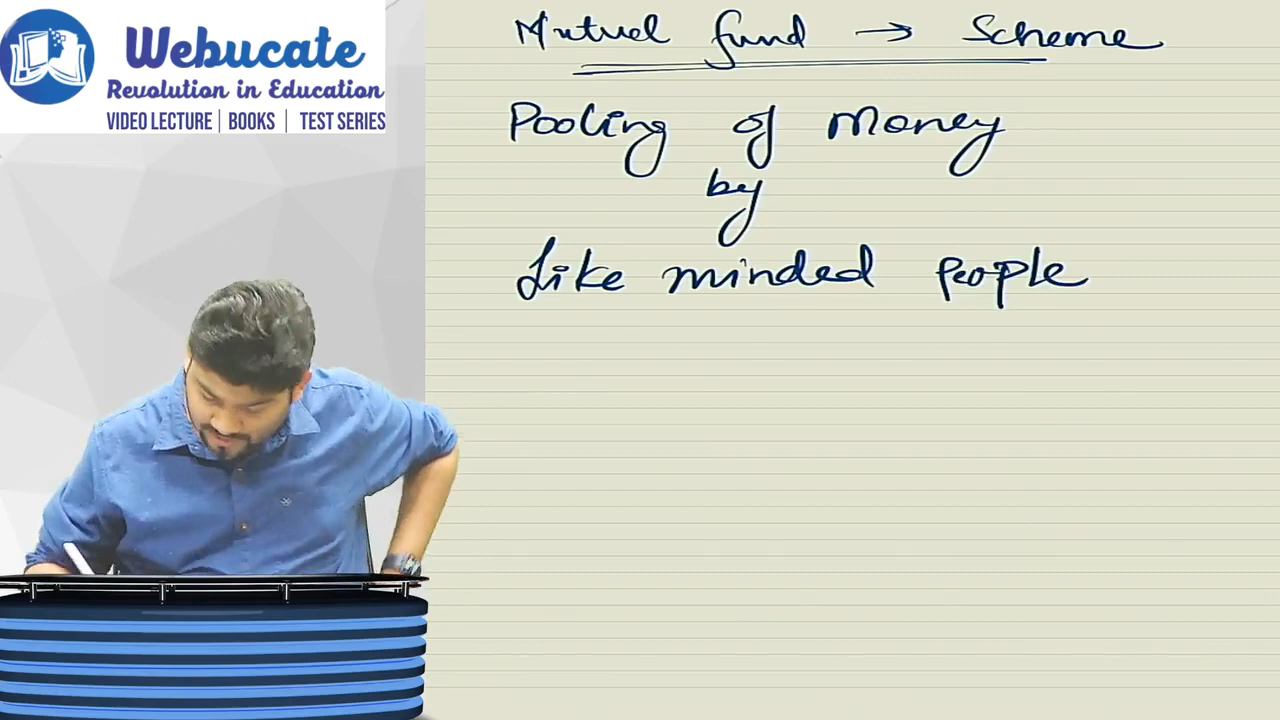 Webucate
Revolution in Education
VIDEO LECTURE | BOOKS | TEST SERIES
Mutual fund → Scheme
Pooling of Money
by
Like minded people